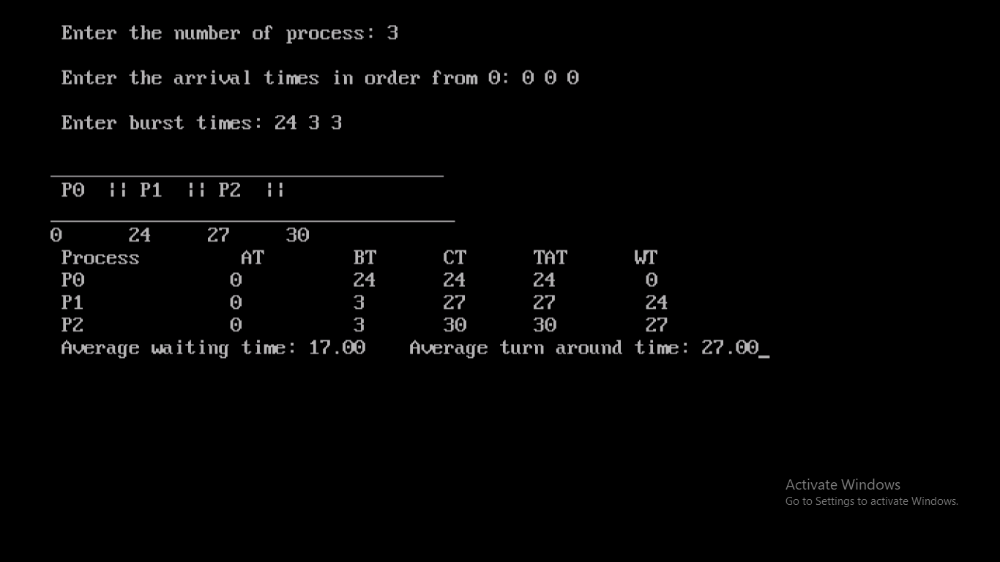 Enter the number of process: 3
Enter the arrival times in order from 0: 0 0 0
Enter burst times: 24 3 3
P0 || P1 || P2 ||
0 24 27 30
Process AT BT CT TAT WT
P0 0 24 24 24 0
P1 0 3 27 27 24
P2 0 3 30 30 27
Average waiting time: 17.00 Average turn around time: 27.00_
Activate Windows
Go to Settings to activate Windows.